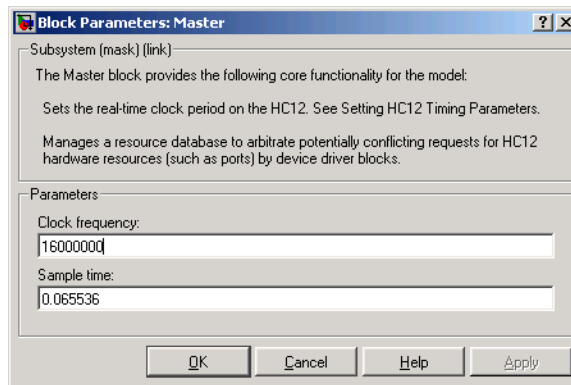 Block Parameters: Master
Subsystem (mask) (link)
The Master block provides the following core functionality for the model:
Sets the real-time clock period on the HC12. See Setting HC12 Timing Parameters.
Manages a resource database to arbitrate potentially conflicting requests for HC12
hardware resources (such as ports) by device driver blocks.
Parameters
Clock frequency:
16000000
Sample time:
0.065536
OK Cancel Help Apply